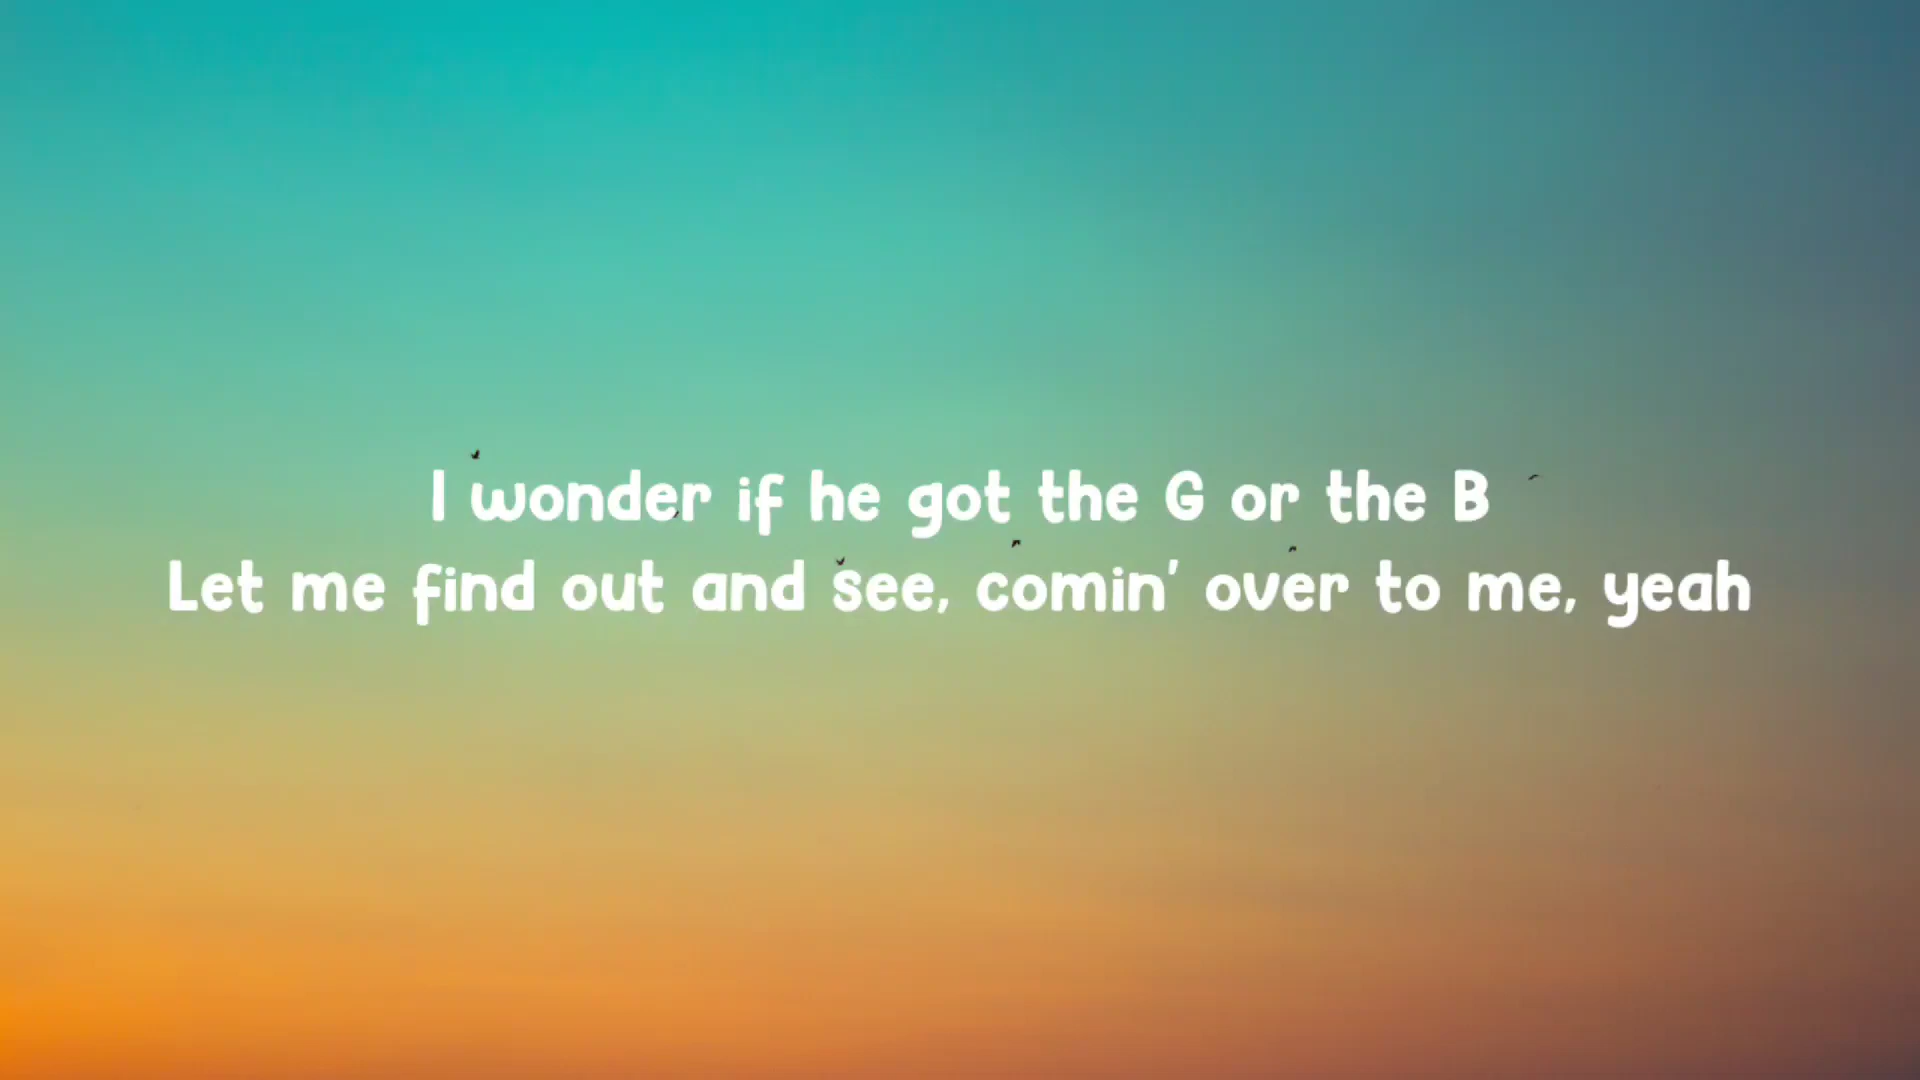 I wonder if he got the G or the B
Let me find out and see, comin' over to me, yeah